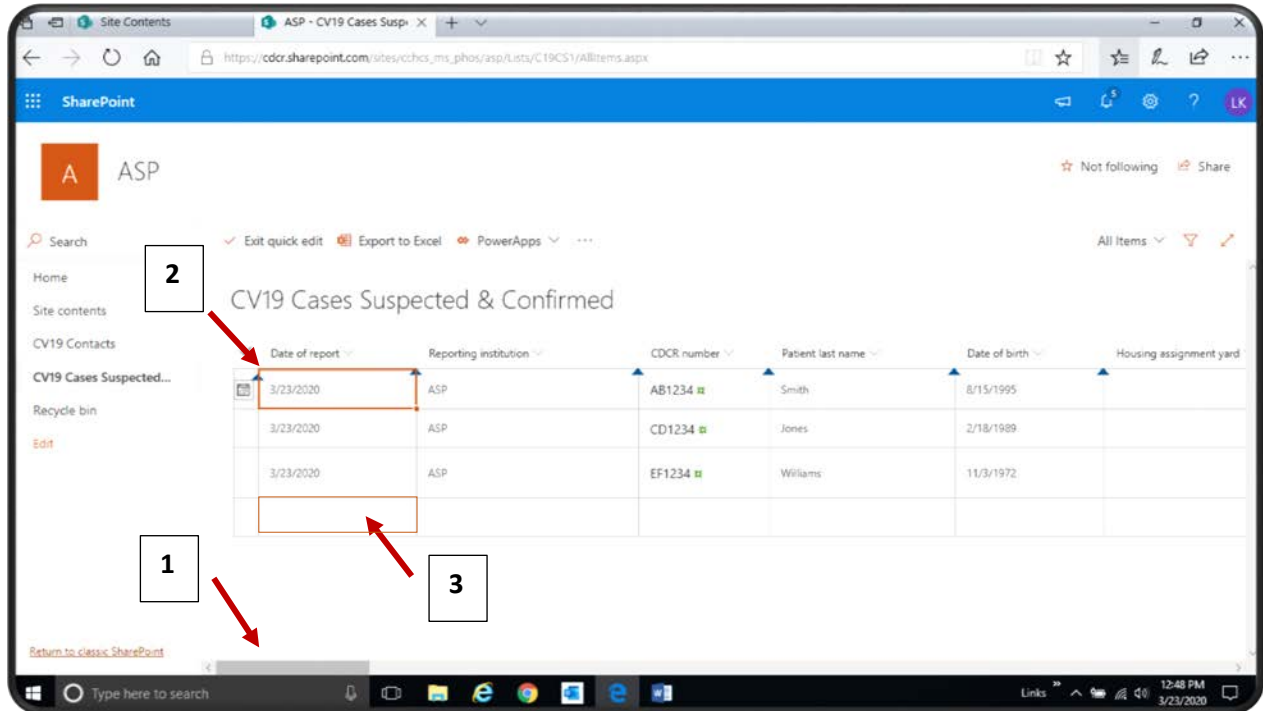 Site Contents
ASP - CV19 Cases Susp
https://cdcr.sharepoint.com/sites/cchcs_ms_phos/asp/Lists/C19CS1/AllItems.aspx
SharePoint
5
LK
A
ASP
Not following
Share
Search
Exit quick edit
Export to Excel
PowerApps
All Items
Home
Site contents
CV19 Contacts
CV19 Cases Suspected...
Recycle bin
Edit
2
CV19 Cases Suspected & Confirmed
Date of report Reporting institution CDCR number Patient last name Date of birth Housing assignment yard
3/23/2020 ASP AB1234 Smith 8/15/1995
3/23/2020 ASP CD1234 Jones 2/18/1989
3/23/2020 ASP EF1234 Williams 11/3/1972
1
3
Return to classic SharePoint
Type here to search
Links
12:48 PM
3/23/2020